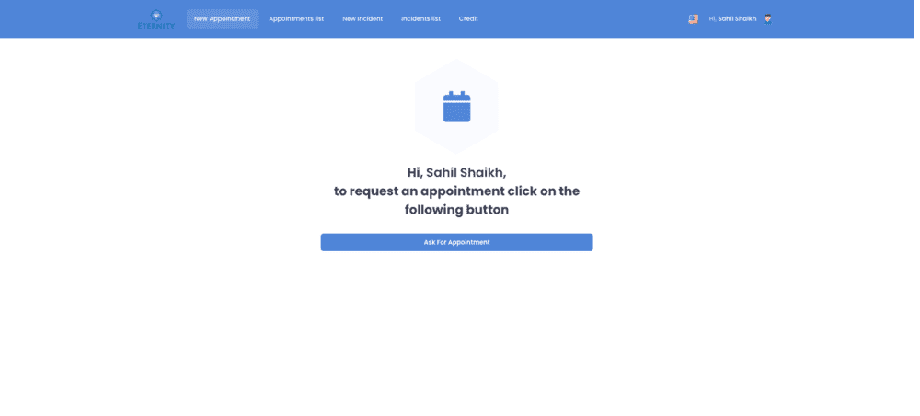 ETERNITY
New Appointment
Appointments list
New Incident
Incidents list
Credit
Hi, Sahil Shaikh
Hi, Sahil Shaikh,
to request an appointment click on the
following button
Ask For Appointment